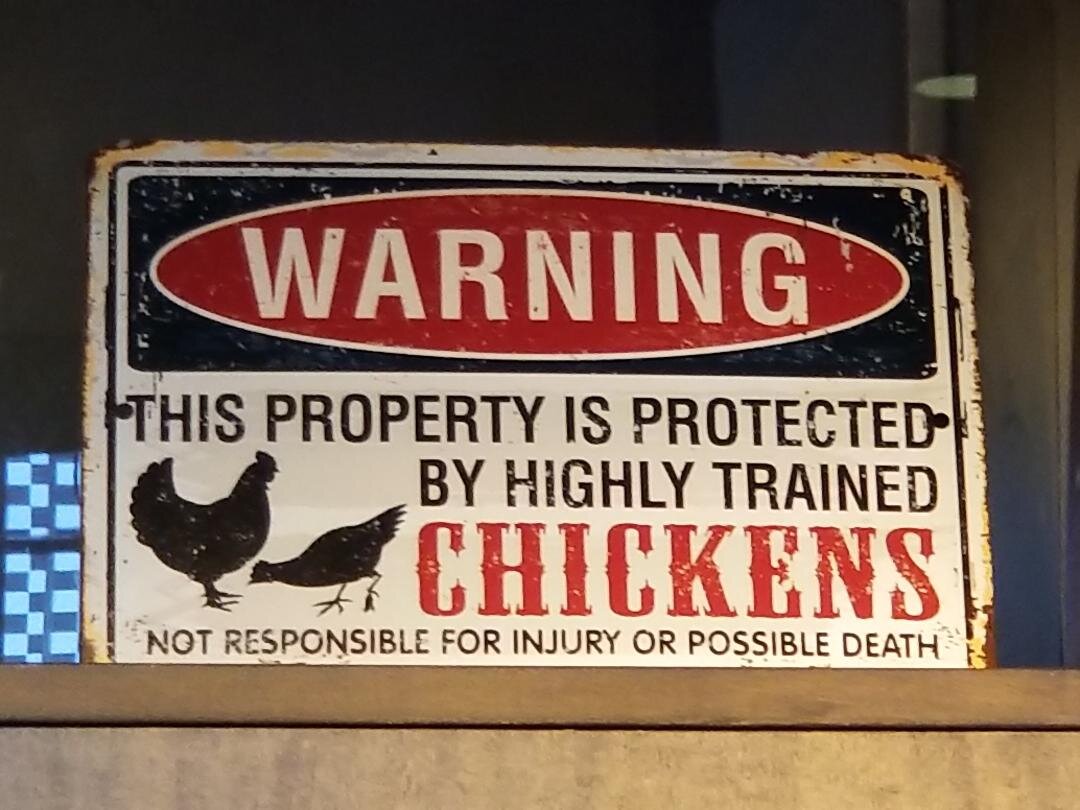 WARNING
THIS PROPERTY IS PROTECTED
BY HIGHLY TRAINED
CHICKENS
NOT RESPONSIBLE FOR INJURY OR POSSIBLE DEATH